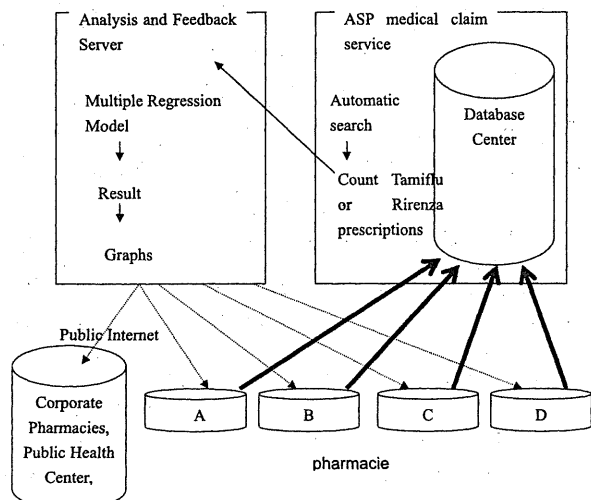 Analysis and Feedback
Server
Multiple Regression
Model
Result
Graphs
ASP medical claim
service
Automatic
search
Count Tamiflu
or Rirenza
prescriptions
Database
Center
Public Internet
Corporate
Pharmacies,
Public Health
Center,
A
B
C
D
pharmacie